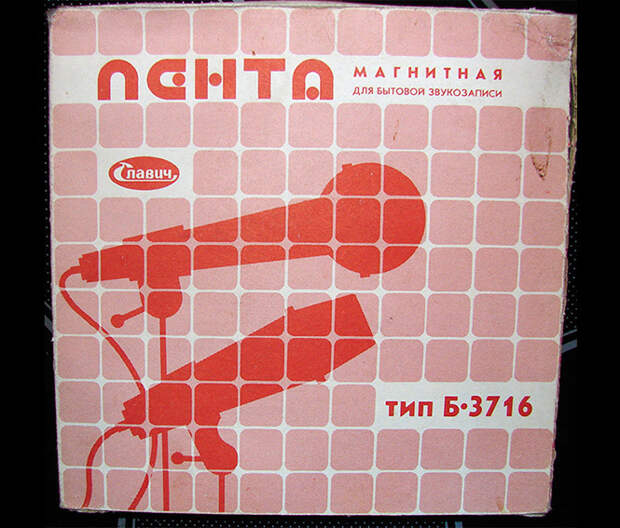 ЛЕНТА
МАГНИТНАЯ
ДЛЯ БЫТОВОЙ ЗВУКОЗАПИСИ
Славич
тип Б•3716